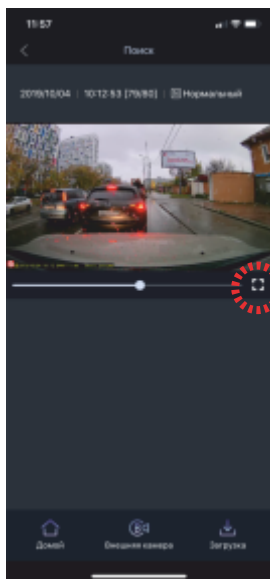 11:57
Поиск
2019/10/04 | 10:12:53 [79/80] | Нормальный
Домой
Внешняя камера
Загрузка